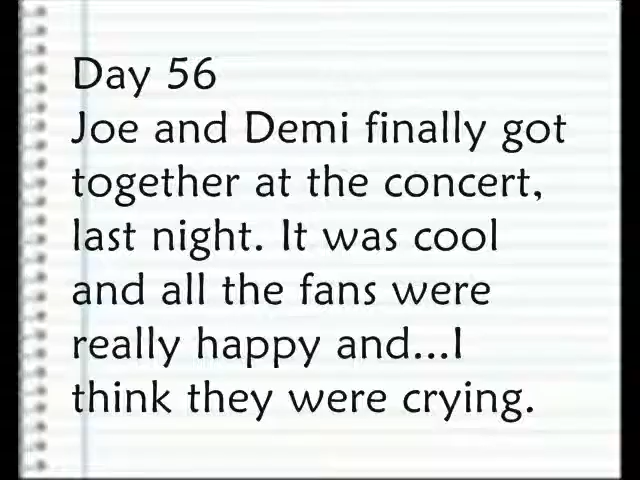 Day 56
Joe and Demi finally got
together at the concert,
last night. It was cool
and all the fans were
really happy and...I
think they were crying.